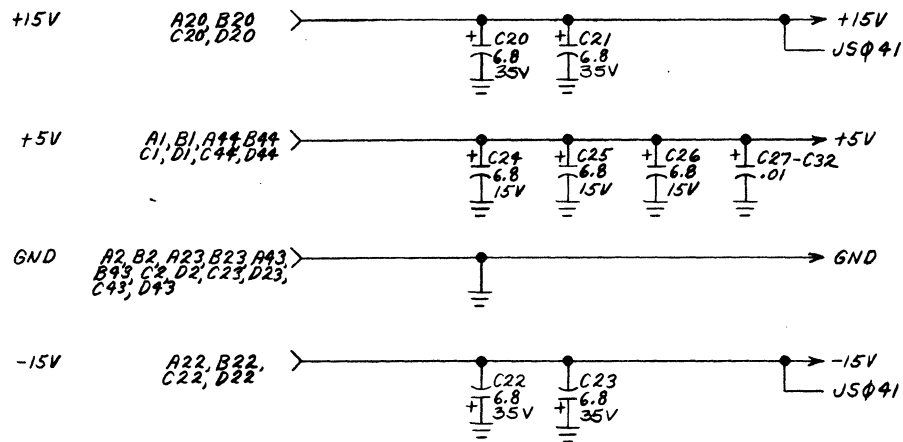 +15V A20, B20 +15V
C20, D20
JSΦ41
+ C20 + C21
6.8 6.8
35V 35V
+5V A1, B1, A44, B44 +5V
C1, D1, C44, D44
+ C24 + C25 + C26 + C27-C32
6.8 6.8 6.8 .01
15V 15V 15V
GND A2, B2, A23, B23, A43, GND
B43, C2, D2, C23, D23,
C43, D43
-15V A22, B22, -15V
C22, D22
JSΦ41
C22 C23
6.8 6.8
+ 35V + 35V